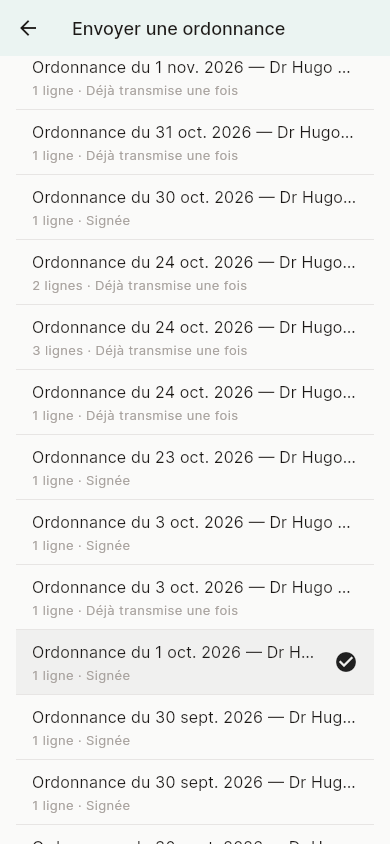 Envoyer une ordonnance
Ordonnance du 1 nov. 2026 — Dr Hugo ...
1 ligne · Déjà transmise une fois
Ordonnance du 31 oct. 2026 — Dr Hugo...
1 ligne · Déjà transmise une fois
Ordonnance du 30 oct. 2026 — Dr Hugo...
1 ligne · Signée
Ordonnance du 24 oct. 2026 — Dr Hugo...
2 lignes · Déjà transmise une fois
Ordonnance du 24 oct. 2026 — Dr Hugo...
3 lignes · Déjà transmise une fois
Ordonnance du 24 oct. 2026 — Dr Hugo...
1 ligne · Déjà transmise une fois
Ordonnance du 23 oct. 2026 — Dr Hugo...
1 ligne · Signée
Ordonnance du 3 oct. 2026 — Dr Hugo ...
1 ligne · Signée
Ordonnance du 3 oct. 2026 — Dr Hugo ...
1 ligne · Déjà transmise une fois
Ordonnance du 1 oct. 2026 — Dr H...
1 ligne · Signée
Ordonnance du 30 sept. 2026 — Dr Hug...
1 ligne · Signée
Ordonnance du 30 sept. 2026 — Dr Hug...
1 ligne · Signée